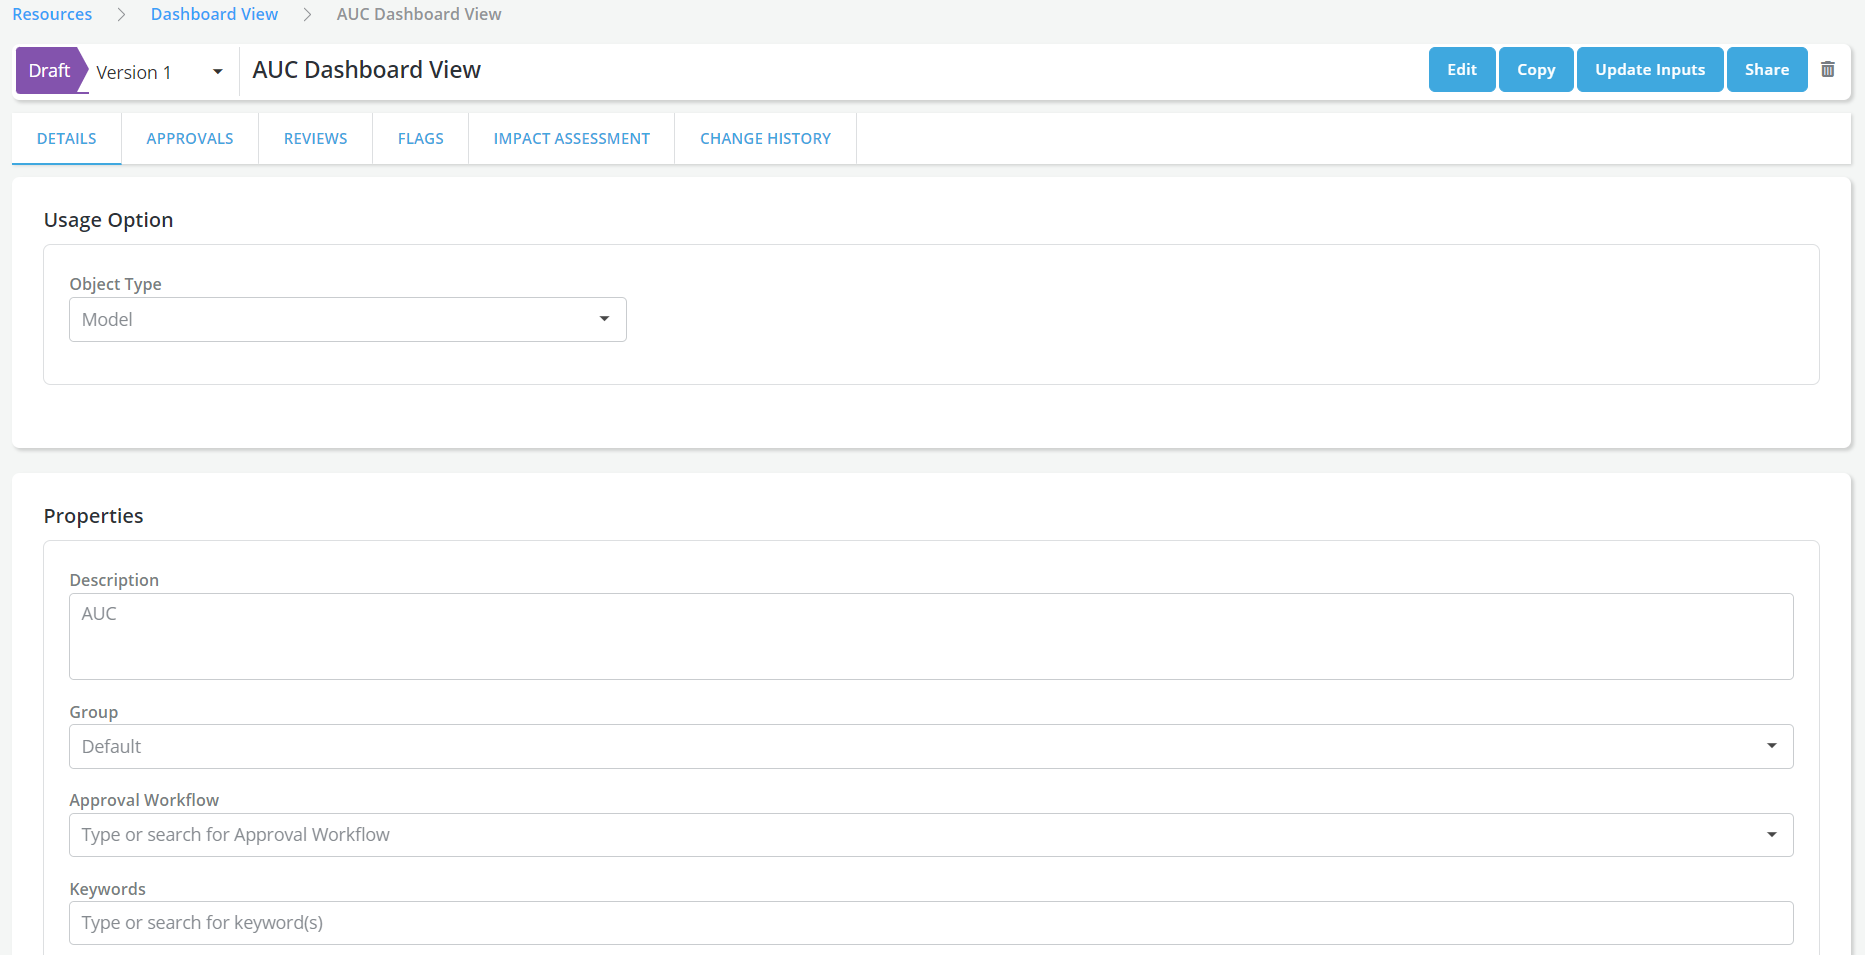 Resources > Dashboard View > AUC Dashboard View
Draft Version 1 AUC Dashboard View Edit Copy Update Inputs Share
DETAILS APPROVALS REVIEWS FLAGS IMPACT ASSESSMENT CHANGE HISTORY
Usage Option
Object Type
Model
Properties
Description
AUC
Group
Default
Approval Workflow
Type or search for Approval Workflow
Keywords
Type or search for keyword(s)